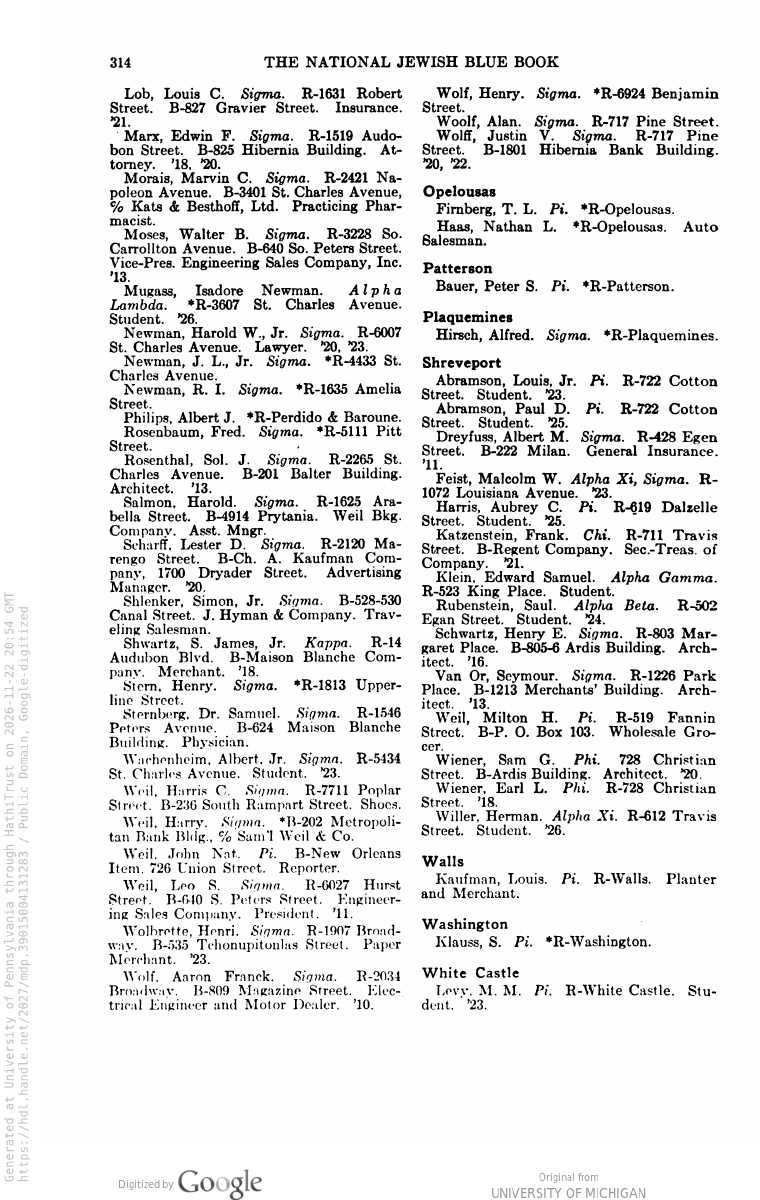 314 THE NATIONAL JEWISH BLUE BOOK
Lob, Louis C. Sigma. R-1631 Robert
Street. B-827 Gravier Street. Insurance.
'21.
Marx, Edwin F. Sigma. R-1519 Audo-
bon Street. B-825 Hibernia Building. At-
torney. '18, '20.
Morais, Marvin C. Sigma. R-2421 Na-
poleon Avenue. B-3401 St. Charles Avenue,
% Kats & Besthoff, Ltd. Practicing Phar-
macist.
Moses, Walter B. Sigma. R-3228 So.
Carrollton Avenue. B-640 So. Peters Street.
Vice-Pres. Engineering Sales Company, Inc.
'13.
Mugass, Isadore Newman. Alpha
Lambda. *R-3607 St. Charles Avenue.
Student. '26.
Newman, Harold W., Jr. Sigma. R-6007
St. Charles Avenue. Lawyer. '20, '23.
Newman, J. L., Jr. Sigma. *R-4433 St.
Charles Avenue.
Newman, R. I. Sigma. *R-1635 Amelia
Street.
Philips, Albert J. *R-Perdido & Baroune.
Rosenbaum, Fred. Sigma. *R-5111 Pitt
Street.
Rosenthal, Sol. J. Sigma. R-2265 St.
Charles Avenue. B-201 Balter Building.
Architect. '13.
Salmon, Harold. Sigma. R-1625 Ara-
bella Street. B-4914 Prytania. Weil Bkg.
Company. Asst. Mngr.
Scharff, Lester D. Sigma. R-2120 Ma-
rengo Street. B-Ch. A. Kaufman Com-
pany, 1700 Dryader Street. Advertising
Manager. '20.
Shlenker, Simon, Jr. Sigma. B-528-530
Canal Street. J. Hyman & Company. Trav-
eling Salesman.
Shwartz, S. James, Jr. Kappa. R-14
Audubon Blvd. B-Maison Blanche Com-
pany. Merchant. '18.
Stern, Henry. Sigma. *R-1813 Upper-
line Street.
Sternberg, Dr. Samuel. Sigma. R-1546
Peters Avenue. B-624 Maison Blanche
Building. Physician.
Wachenheim, Albert, Jr. Sigma. R-5434
St. Charles Avenue. Student. '23.
Weil, Harris C. Sigma. R-7711 Poplar
Street. B-236 South Rampart Street. Shoes.
Weil, Harry. Sigma. *B-202 Metropoli-
tan Bank Bldg., % Sam'l Weil & Co.
Weil, John Nat. Pi. B-New Orleans
Item, 726 Union Street. Reporter.
Weil, Leo S. Sigma. R-6027 Hurst
Street. B-640 S. Peters Street. Engineer-
ing Sales Company. President. '11.
Wolbrette, Henri. Sigma. R-1907 Broad-
way. B-535 Tchonupitoulas Street. Paper
Merchant. '23.
Wolf, Aaron Franck. Sigma. R-2034
Broadway. B-809 Magazine Street. Elec-
trical Engineer and Motor Dealer. '10.
Wolf, Henry. Sigma. *R-6924 Benjamin
Street.
Woolf, Alan. Sigma. R-717 Pine Street.
Wolff, Justin V. Sigma. R-717 Pine
Street. B-1801 Hibernia Bank Building.
'20, '22.
Opelousas
Firnberg, T. L. Pi. *R-Opelousas.
Haas, Nathan L. *R-Opelousas. Auto
Salesman.
Patterson
Bauer, Peter S. Pi. *R-Patterson.
Plaquemines
Hirsch, Alfred. Sigma. *R-Plaquemines.
Shreveport
Abramson, Louis, Jr. Pi. R-722 Cotton
Street. Student. '23.
Abramson, Paul D. Pi. R-722 Cotton
Street. Student. '25.
Dreyfuss, Albert M. Sigma. R-428 Egen
Street. B-222 Milan. General Insurance.
'11.
Feist, Malcolm W. Alpha Xi, Sigma. R-
1072 Louisiana Avenue. '23.
Harris, Aubrey C. Pi. R-619 Dalzelle
Street. Student. '25.
Katzenstein, Frank. Chi. R-711 Travis
Street. B-Regent Company. Sec.-Treas. of
Company. '21.
Klein, Edward Samuel. Alpha Gamma.
R-523 King Place. Student.
Rubenstein, Saul. Alpha Beta. R-502
Egan Street. Student. '24.
Schwartz, Henry E. Sigma. R-803 Mar-
garet Place. B-805-6 Ardis Building. Arch-
itect. '16.
Van Or, Seymour. Sigma. R-1226 Park
Place. B-1213 Merchants' Building. Arch-
itect. '13.
Weil, Milton H. Pi. R-519 Fannin
Street. B-P. O. Box 103. Wholesale Gro-
cer.
Wiener, Sam G. Phi. 728 Christian
Street. B-Ardis Building. Architect. '20.
Wiener, Earl L. Phi. R-728 Christian
Street. '18.
Willer, Herman. Alpha Xi. R-612 Travis
Street. Student. '26.
Walls
Kaufman, Louis. Pi. R-Walls. Planter
and Merchant.
Washington
Klauss, S. Pi. *R-Washington.
White Castle
Levy, M. M. Pi. R-White Castle. Stu-
dent. '23.
Generated at University of Pennsylvania through HathiTrust on 2026-11-22 20:54 GMT
https://hdl.handle.net/2027/mdp.39015004131283 / Public Domain, Google-digitized
Digitized by Google
Original from
UNIVERSITY OF MICHIGAN